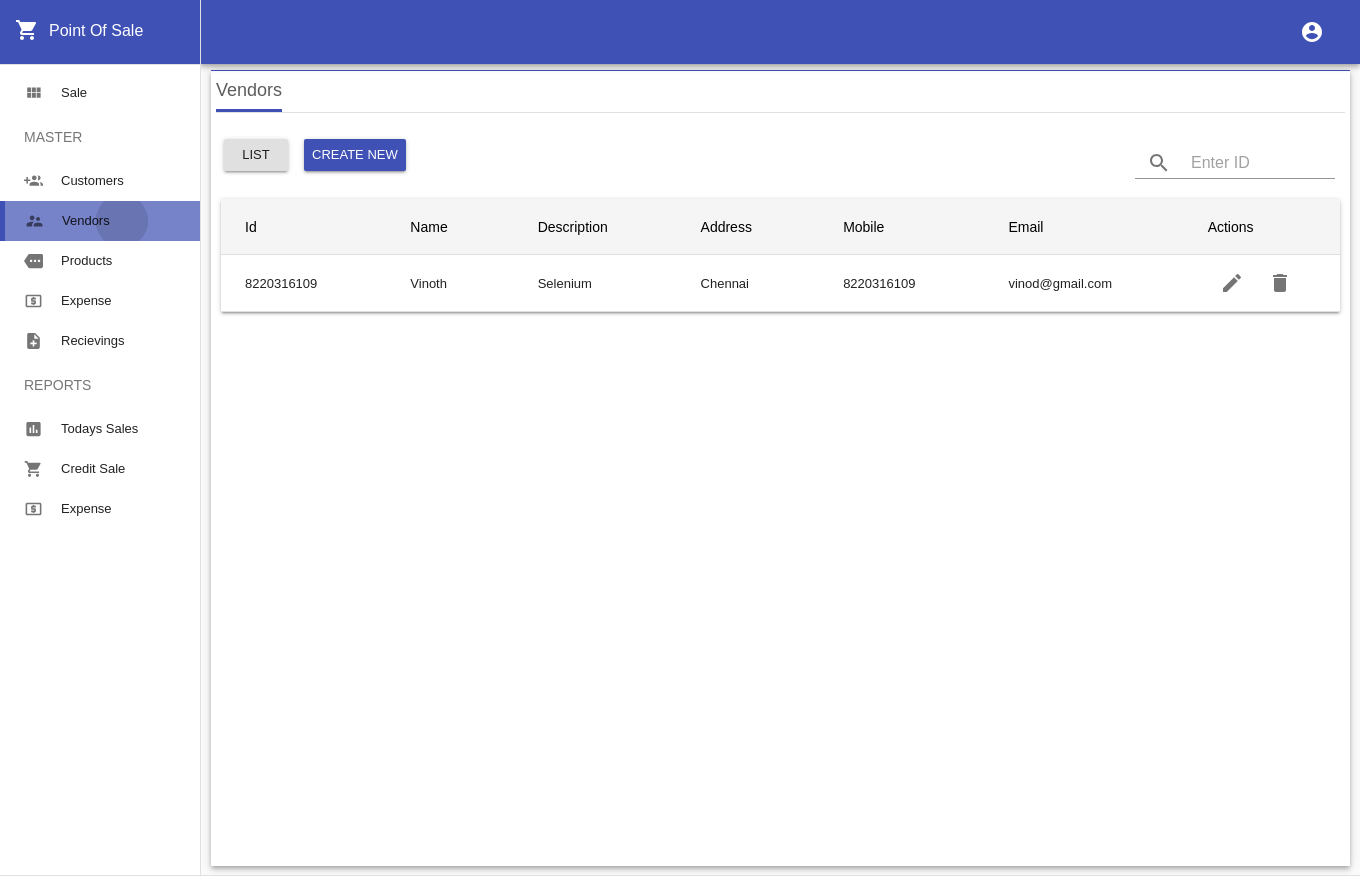 Point Of Sale
Sale
MASTER
Customers
Vendors
Products
Expense
Recievings
REPORTS
Todays Sales
Credit Sale
Expense
Vendors
LIST CREATE NEW
Enter ID
Id Name Description Address Mobile Email Actions
8220316109 Vinoth Selenium Chennai 8220316109 vinod@gmail.com